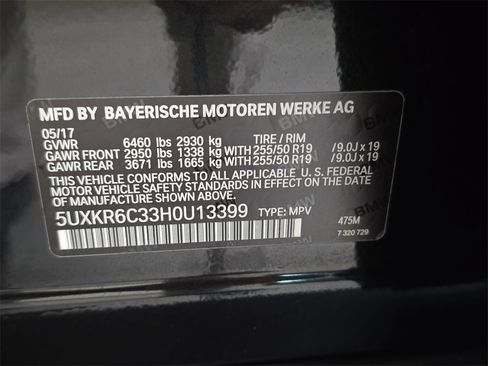 MFD BY BAYERISCHE MOTOREN WERKE AG
05/17
GVWR 6460 lbs 2930 kg TIRE / RIM
GAWR FRONT 2950 lbs 1338 kg WITH 255/50 R19 / 9.0J x 19
GAWR REAR 3671 lbs 1665 kg WITH 255/50 R19 / 9.0J x 19
THIS VEHICLE CONFORMS TO ALL APPLICABLE U.S. FEDERAL
MOTOR VEHICLE SAFETY STANDARDS IN EFFECT
ON THE DATE OF MANUFACTURE SHOWN ABOVE.
5UXKR6C33H0U13399 TYPE: MPV 475M
7 320 729